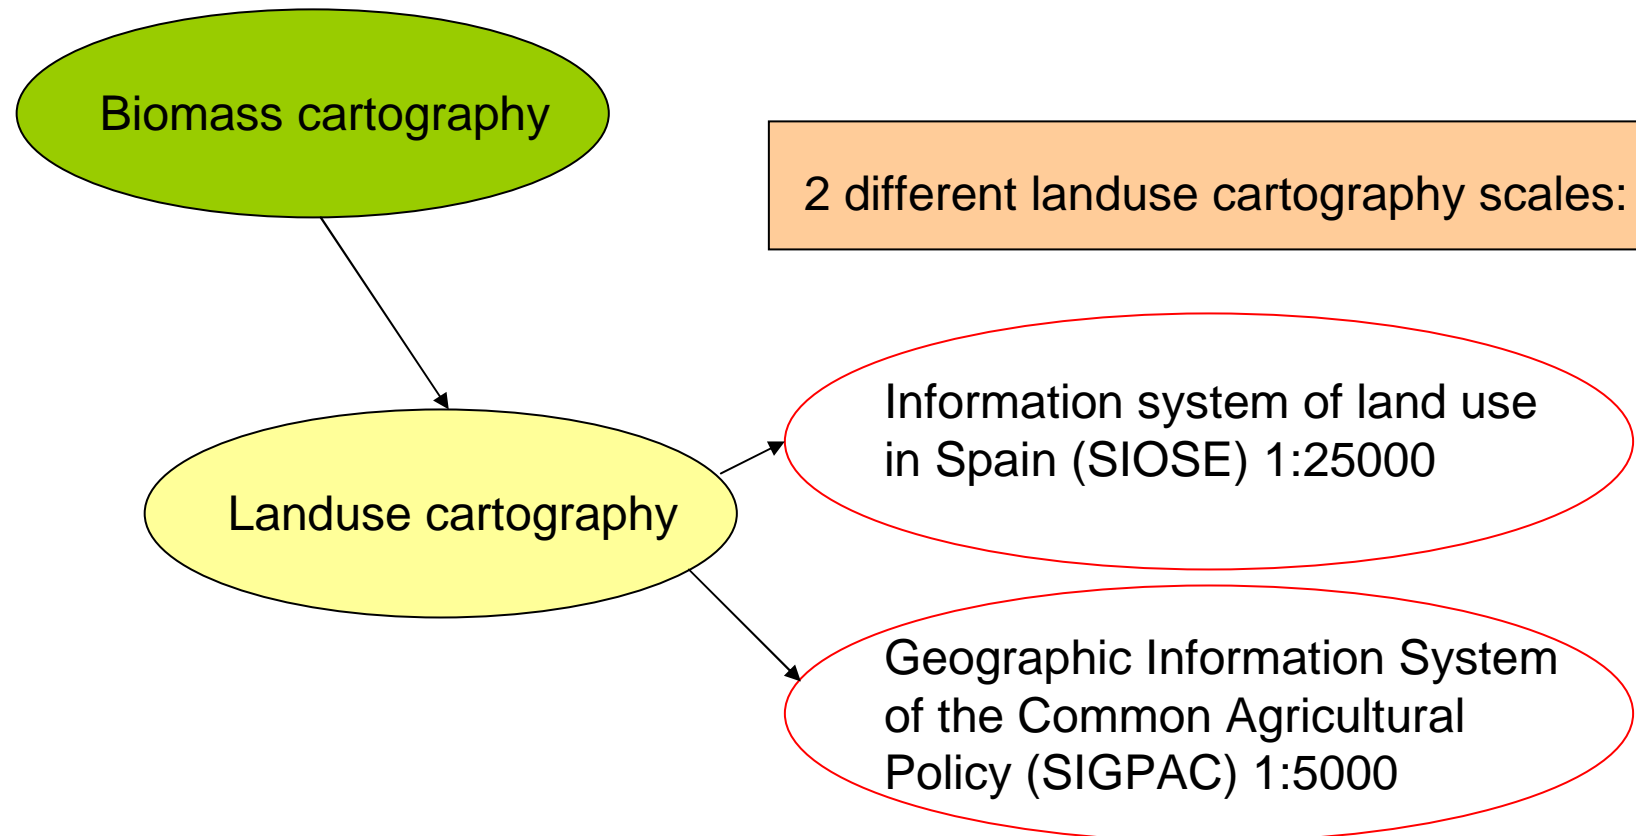 Biomass cartography
2 different landuse cartography scales:
Information system of land use
in Spain (SIOSE) 1:25000
Landuse cartography
Geographic Information System
of the Common Agricultural
Policy (SIGPAC) 1:5000